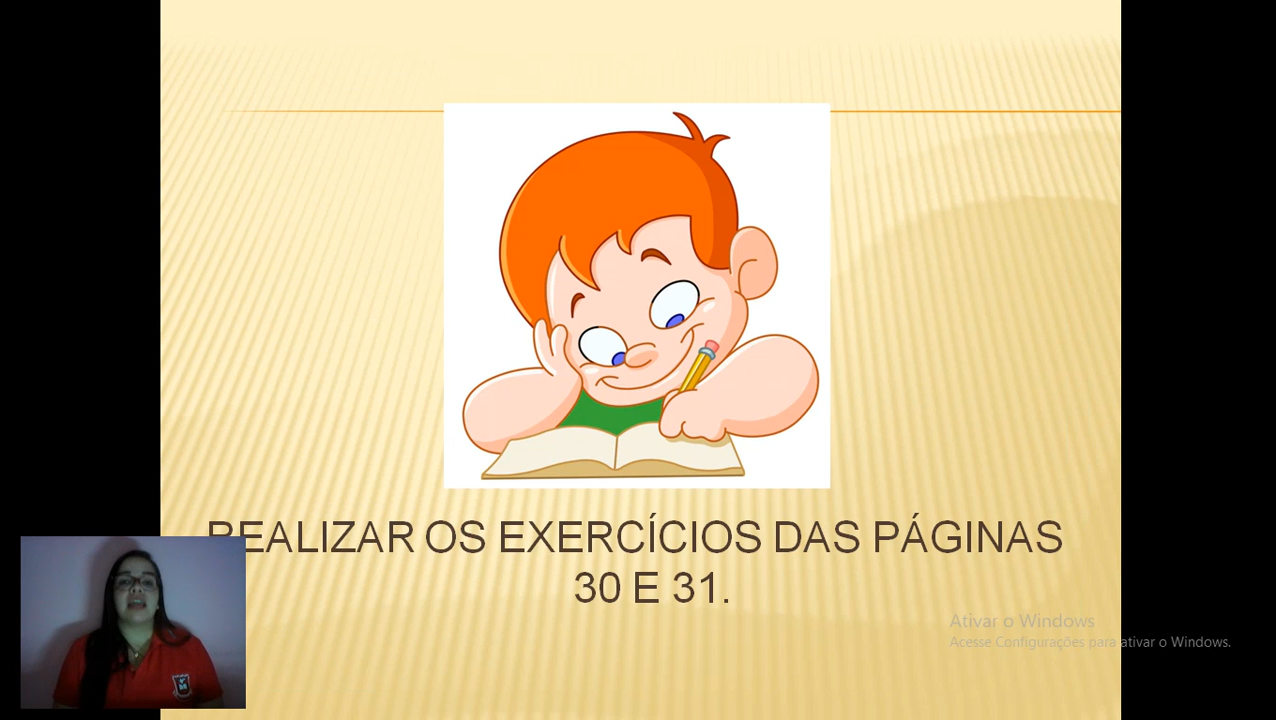 REALIZAR OS EXERCÍCIOS DAS PÁGINAS
30 E 31.
Ativar o Windows
Acesse Configurações para ativar o Windows.